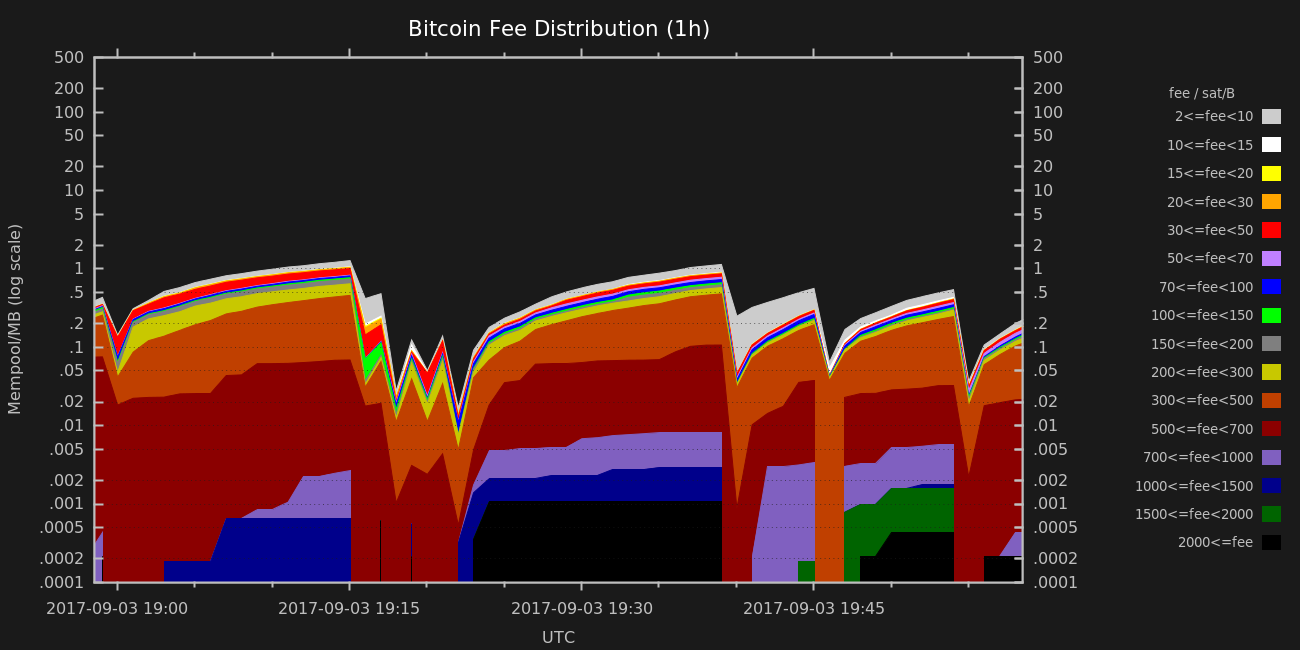 Bitcoin Fee Distribution (1h)
500 500
200 200
100 100
50 50
20 20
10 10
5 5
2 2
1 1
.5 .5
.2 .2
.1 .1
.05 .05
.02 .02
.01 .01
.005 .005
.002 .002
.001 .001
.0005 .0005
.0002 .0002
.0001 .0001
Mempool/MB (log scale)
2017-09-03 19:00 2017-09-03 19:15 2017-09-03 19:30 2017-09-03 19:45
UTC
fee / sat/B
2<=fee<10
10<=fee<15
15<=fee<20
20<=fee<30
30<=fee<50
50<=fee<70
70<=fee<100
100<=fee<150
150<=fee<200
200<=fee<300
300<=fee<500
500<=fee<700
700<=fee<1000
1000<=fee<1500
1500<=fee<2000
2000<=fee